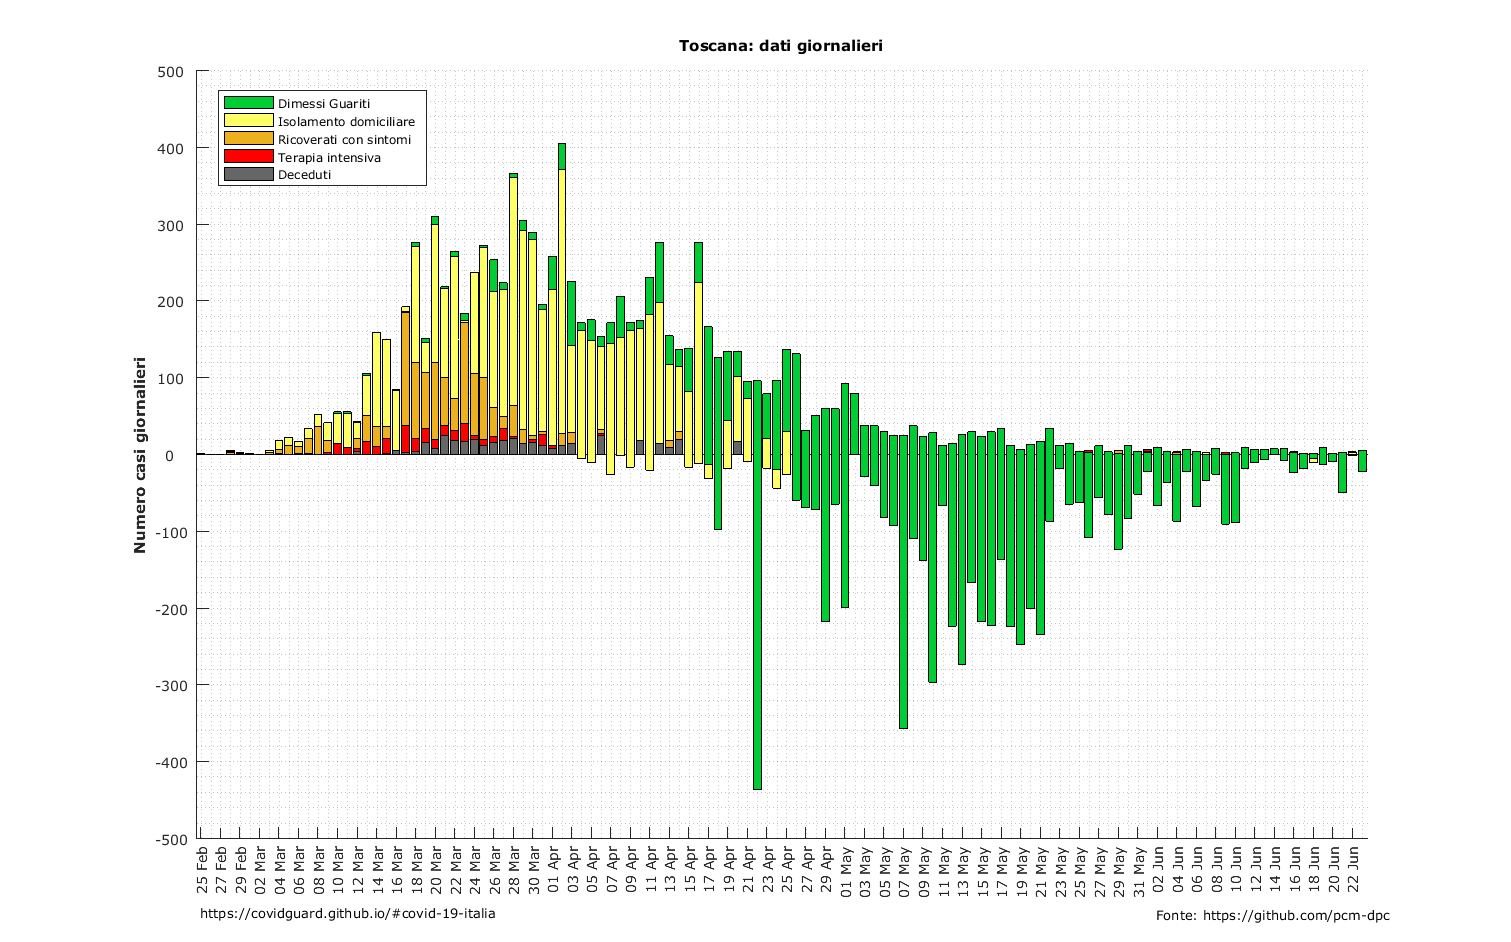 Toscana: dati giornalieri
500
400
300
200
100
0
-100
-200
-300
-400
-500
Numero casi giornalieri
Dimessi Guariti
Isolamento domiciliare
Ricoverati con sintomi
Terapia intensiva
Deceduti
25 Feb
27 Feb
29 Feb
02 Mar
04 Mar
06 Mar
08 Mar
10 Mar
12 Mar
14 Mar
16 Mar
18 Mar
20 Mar
22 Mar
24 Mar
26 Mar
28 Mar
30 Mar
01 Apr
03 Apr
05 Apr
07 Apr
09 Apr
11 Apr
13 Apr
15 Apr
17 Apr
19 Apr
21 Apr
23 Apr
25 Apr
27 Apr
29 Apr
01 May
03 May
05 May
07 May
09 May
11 May
13 May
15 May
17 May
19 May
21 May
23 May
25 May
27 May
29 May
31 May
02 Jun
04 Jun
06 Jun
08 Jun
10 Jun
12 Jun
14 Jun
16 Jun
18 Jun
20 Jun
22 Jun
https://covidguard.github.io/#covid-19-italia
Fonte: https://github.com/pcm-dpc